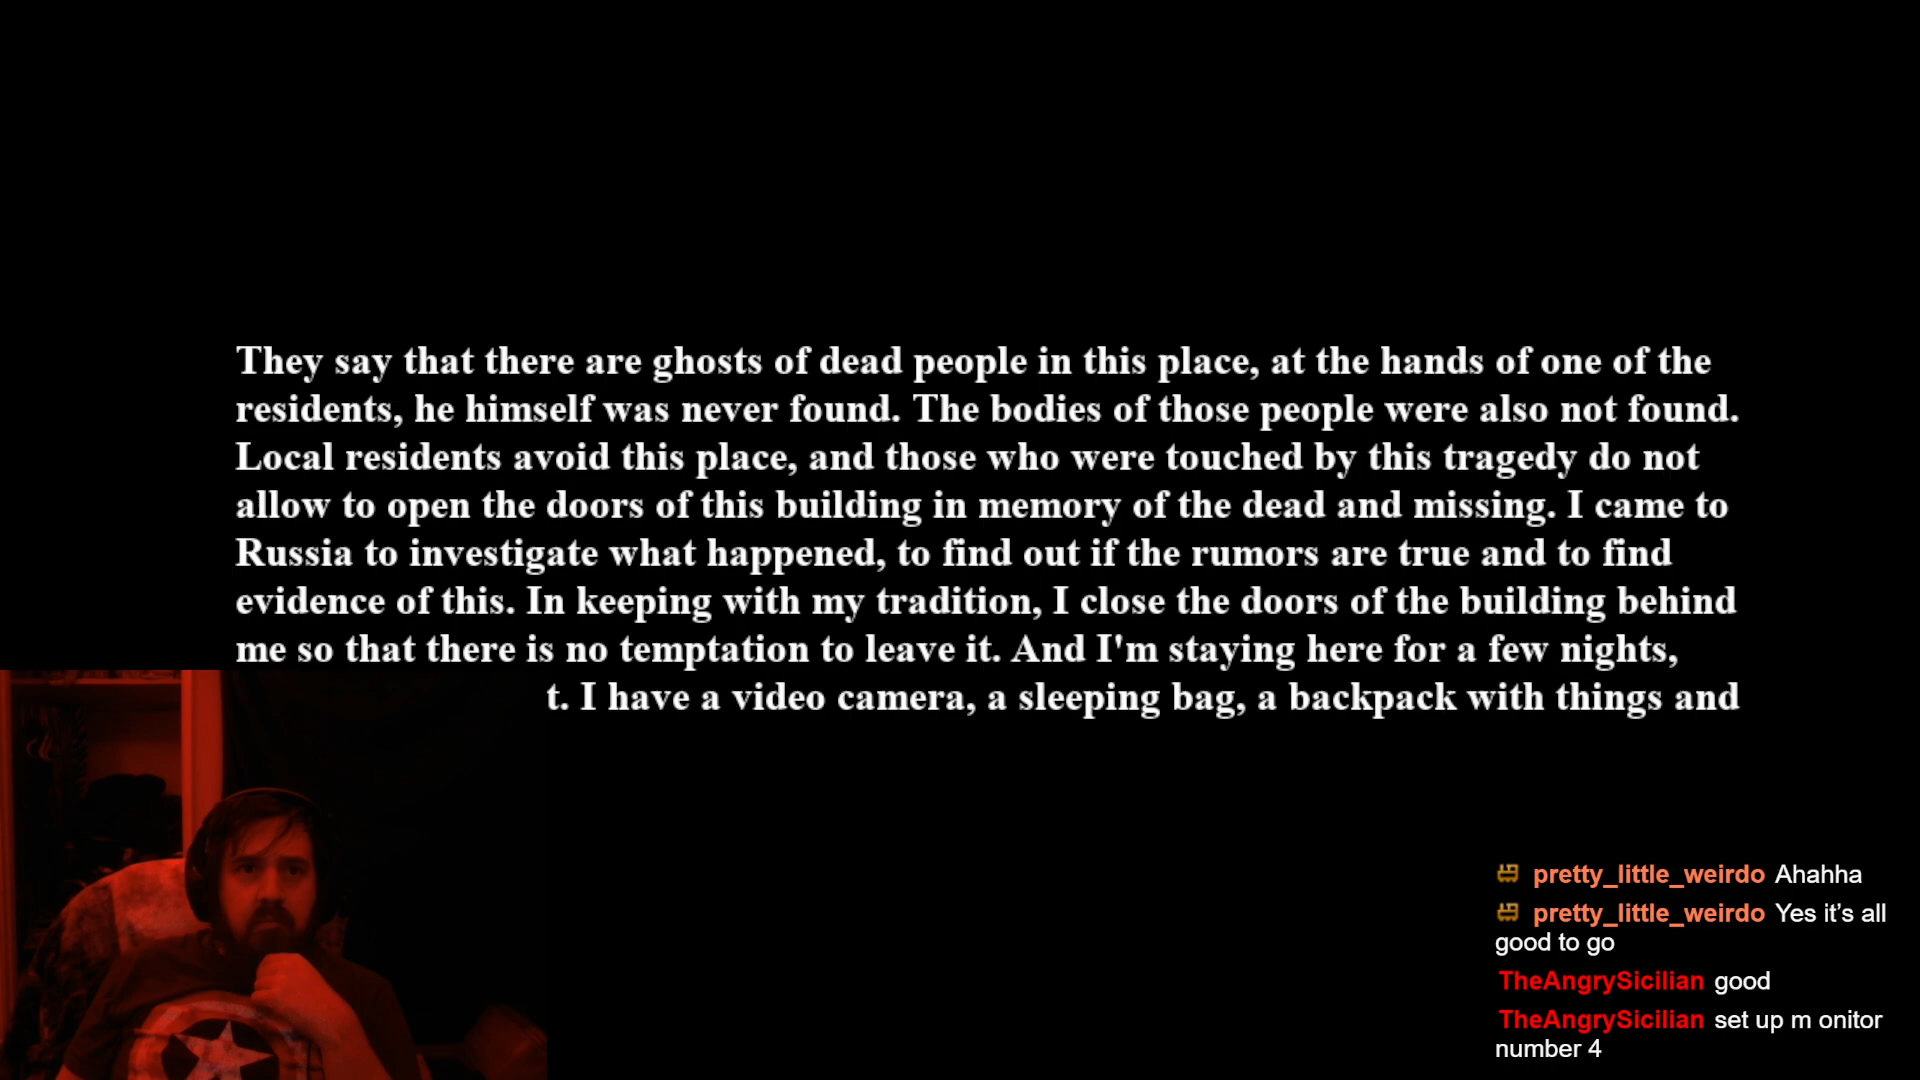 They say that there are ghosts of dead people in this place, at the hands of one of the
residents, he himself was never found. The bodies of those people were also not found.
Local residents avoid this place, and those who were touched by this tragedy do not
allow to open the doors of this building in memory of the dead and missing. I came to
Russia to investigate what happened, to find out if the rumors are true and to find
evidence of this. In keeping with my tradition, I close the doors of the building behind
me so that there is no temptation to leave it. And I'm staying here for a few nights,
t. I have a video camera, a sleeping bag, a backpack with things and
pretty_little_weirdo Ahahha
pretty_little_weirdo Yes it’s all
good to go
TheAngrySicilian good
TheAngrySicilian set up m onitor
number 4